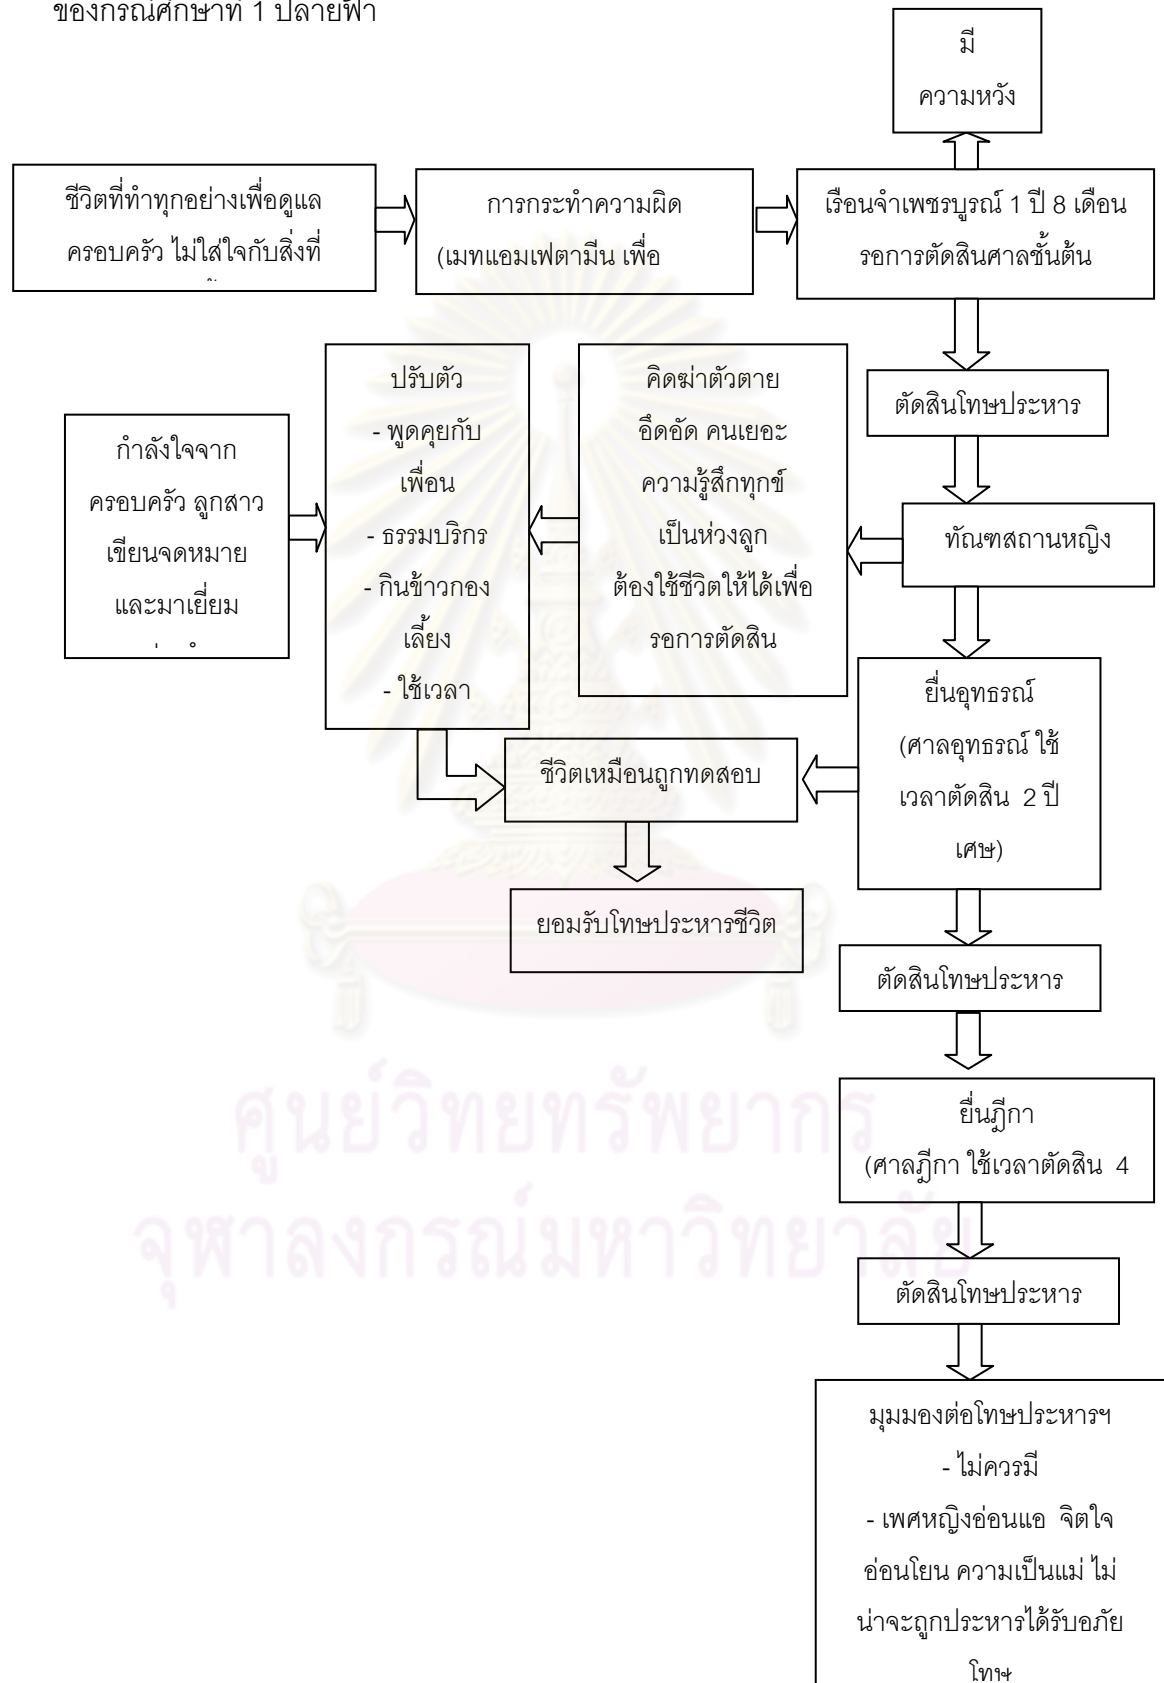 ของกรณีศึกษาที่ 1 ปลายฟ้า
มี
ความหวัง
ชีวิตที่ทำทุกอย่างเพื่อดูแล
ครอบครัว ไม่ใส่ใจกับสิ่งที่
การกระทำความผิด
(เมทแอมเฟตามีน เพื่อ
เรือนจำเพชรบูรณ์ 1 ปี 8 เดือน
รอการตัดสินศาลชั้นต้น
ตัดสินโทษประหาร
ทัณฑสถานหญิง
คิดฆ่าตัวตาย
อึดอัด คนเยอะ
ความรู้สึกทุกข์
เป็นห่วงลูก
ต้องใช้ชีวิตให้ได้เพื่อ
รอการตัดสิน
ปรับตัว
- พูดคุยกับ
เพื่อน
- ธรรมบริกร
- กินข้าวกอง
เลี้ยง
- ใช้เวลา
กำลังใจจาก
ครอบครัว ลูกสาว
เขียนจดหมาย
และมาเยี่ยม
ยื่นอุทธรณ์
(ศาลอุทธรณ์ ใช้
เวลาตัดสิน 2 ปี
เศษ)
ชีวิตเหมือนถูกทดสอบ
ยอมรับโทษประหารชีวิต
ตัดสินโทษประหาร
ยื่นฎีกา
(ศาลฎีกา ใช้เวลาตัดสิน 4
ตัดสินโทษประหาร
มุมมองต่อโทษประหารฯ
- ไม่ควรมี
- เพศหญิงอ่อนแอ จิตใจ
อ่อนโยน ความเป็นแม่ ไม่
น่าจะถูกประหารได้รับอภัย
โทษ
ศูนย์วิทยทรัพยากร
จุฬาลงกรณ์มหาวิทยาลัย